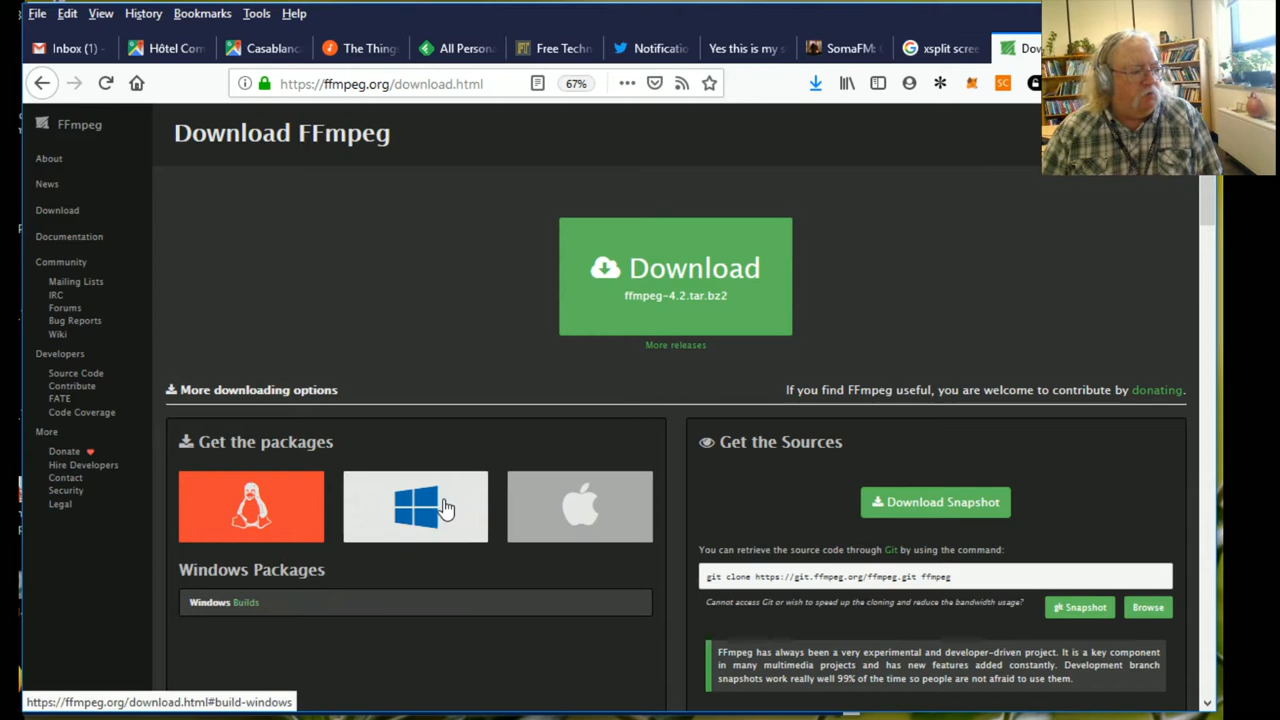 File Edit View History Bookmarks Tools Help
Inbox (1) - Hôtel Com Casablanc The Thing All Persona Free Techn Notificatio Yes this is my s SomaFM: xsplit scree Do
https://ffmpeg.org/download.html 67%
FFmpeg
About
News
Download
Documentation
Community
Mailing Lists
IRC
Forums
Bug Reports
Wiki
Developers
Source Code
Contribute
FATE
Code Coverage
More
Donate
Hire Developers
Contact
Security
Legal
Download FFmpeg
Download
ffmpeg-4.2.tar.bz2
More releases
More downloading options
If you find FFmpeg useful, you are welcome to contribute by donating.
Get the packages
Windows Packages
Windows Builds
Get the Sources
Download Snapshot
You can retrieve the source code through Git by using the command:
git clone https://git.ffmpeg.org/ffmpeg.git ffmpeg
Cannot access Git or wish to speed up the cloning and reduce the bandwidth usage?
git Snapshot
Browse
FFmpeg has always been a very experimental and developer-driven project. It is a key component
in many multimedia projects and has new features added constantly. Development branch
snapshots work really well 99% of the time so people are not afraid to use them.
https://ffmpeg.org/download.html#build-windows